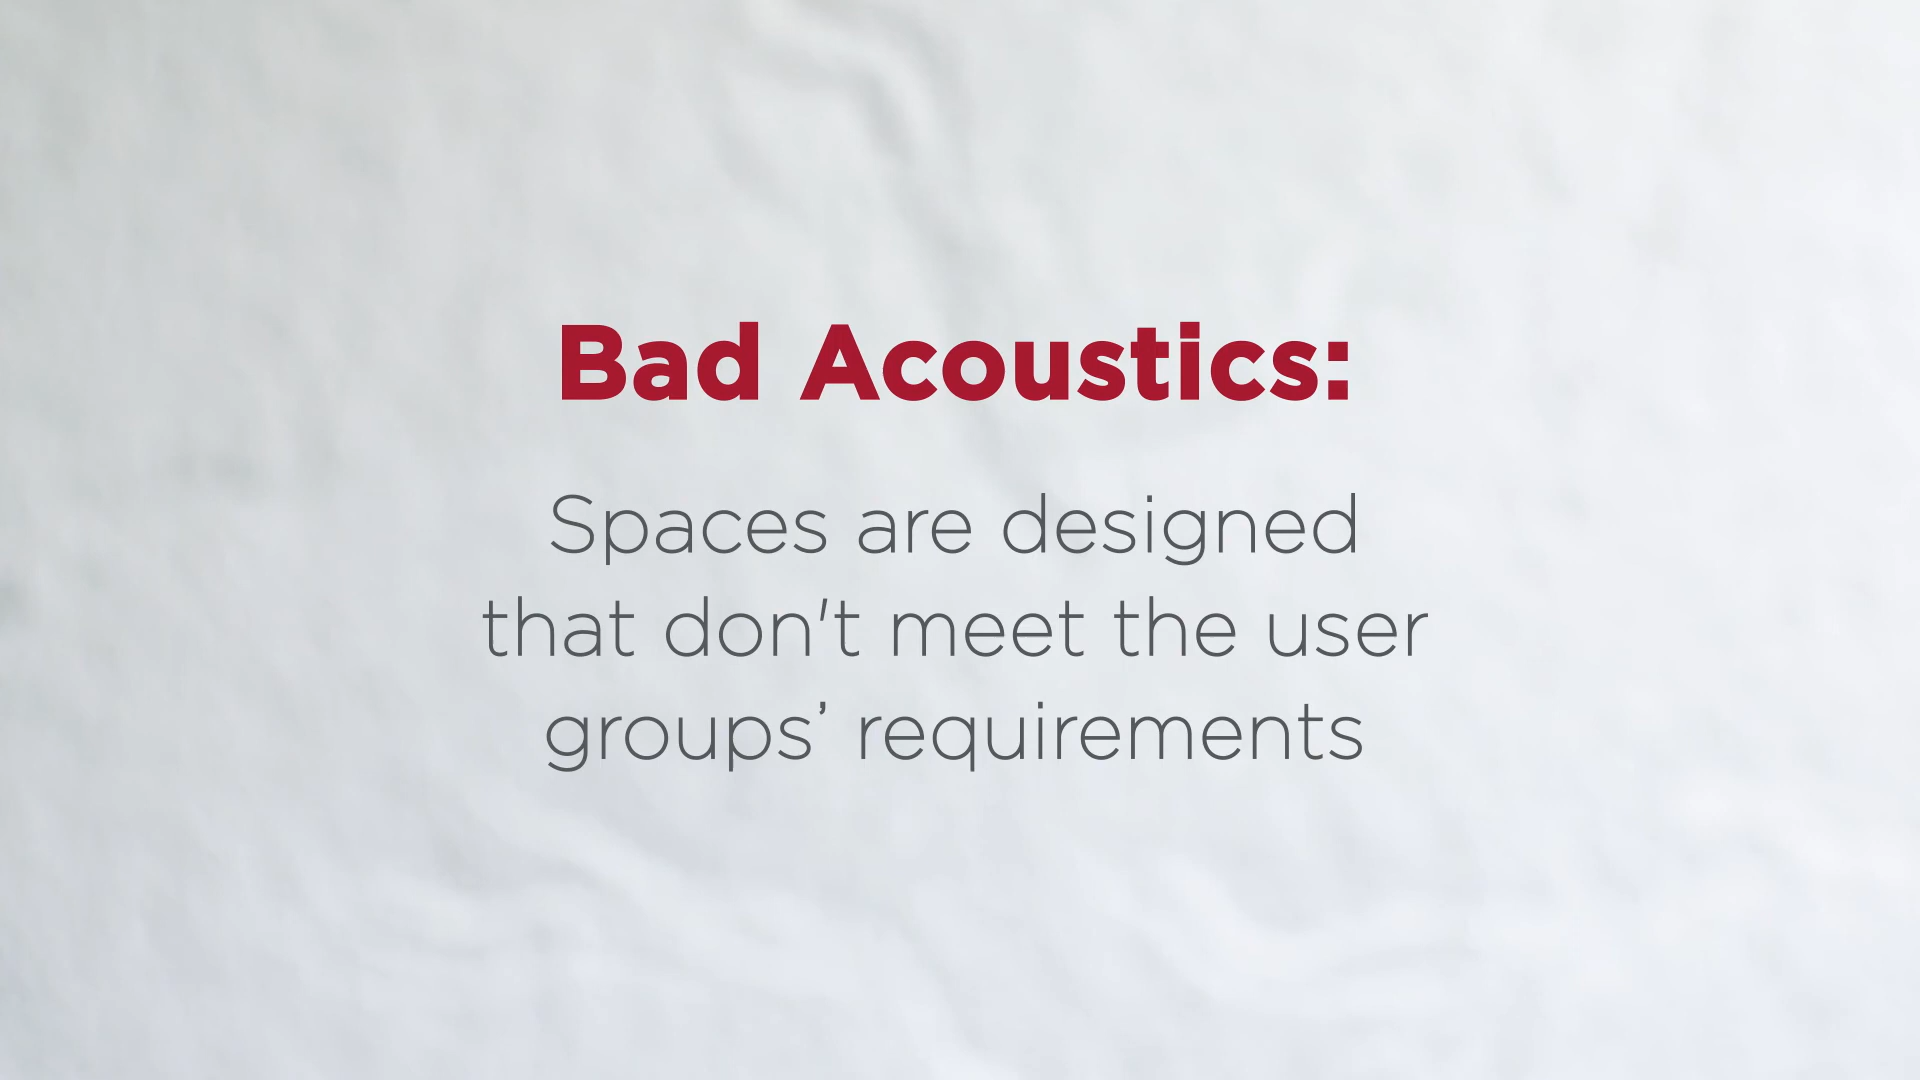 Bad Acoustics:
Spaces are designed
that don't meet the user
groups’ requirements